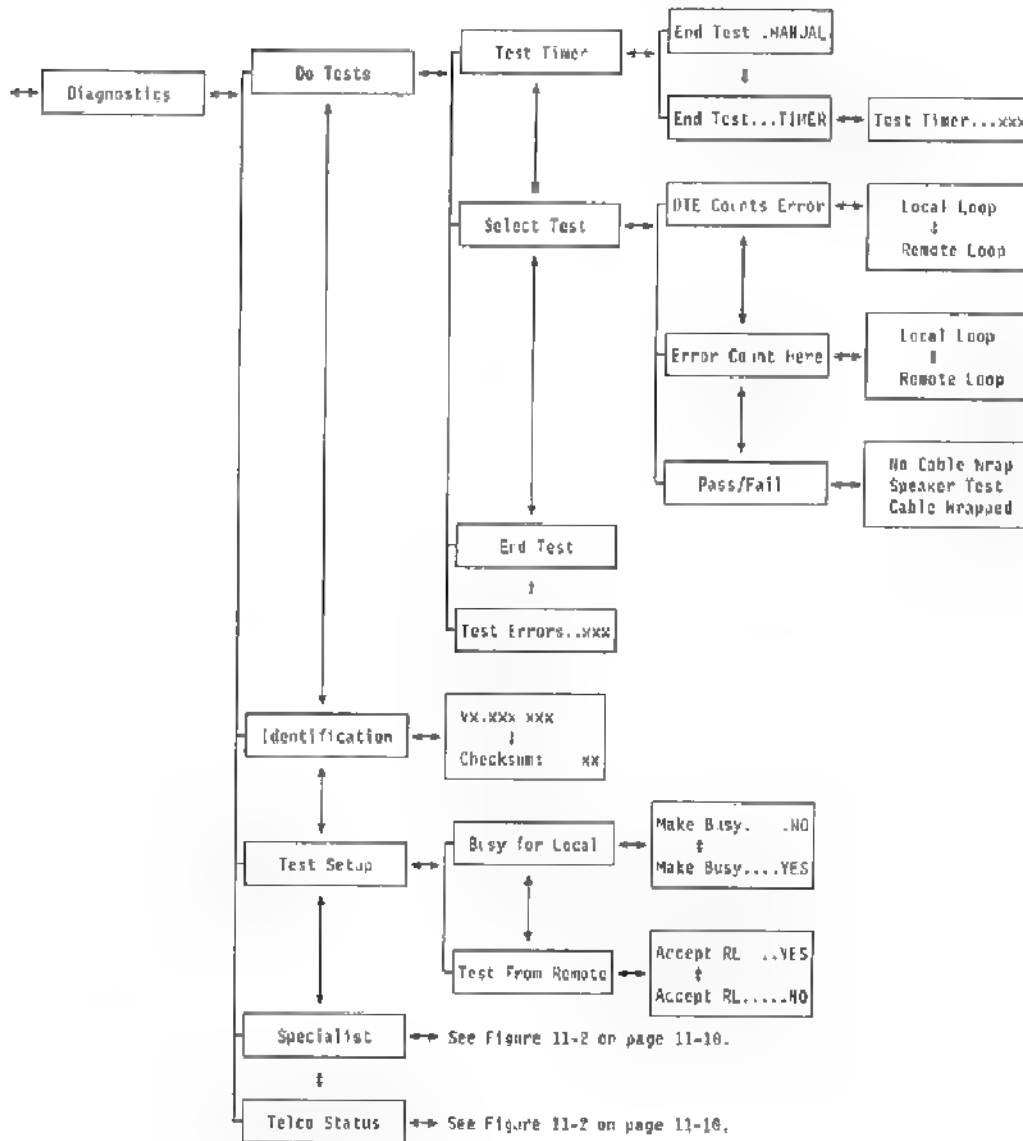 End Test .MANUAL
Test Timer
Do Tests
Diagnostics
End Test...TIMER
Test Timer...xxx
DTE Counts Error
Local Loop
Remote Loop
Select Test
Error Count Here
Local Loop
Remote Loop
Pass/Fail
No Cable Wrap
Speaker Test
Cable Wrapped
End Test
Test Errors..xxx
Identification
Vx.xxx xxx
Checksum: xx
Test Setup
Busy for Local
Make Busy. .NO
Make Busy....YES
Test From Remote
Accept RL ..YES
Accept RL.....NO
Specialist
See Figure 11-2 on page 11-10.
Telco Status
See Figure 11-2 on page 11-10.